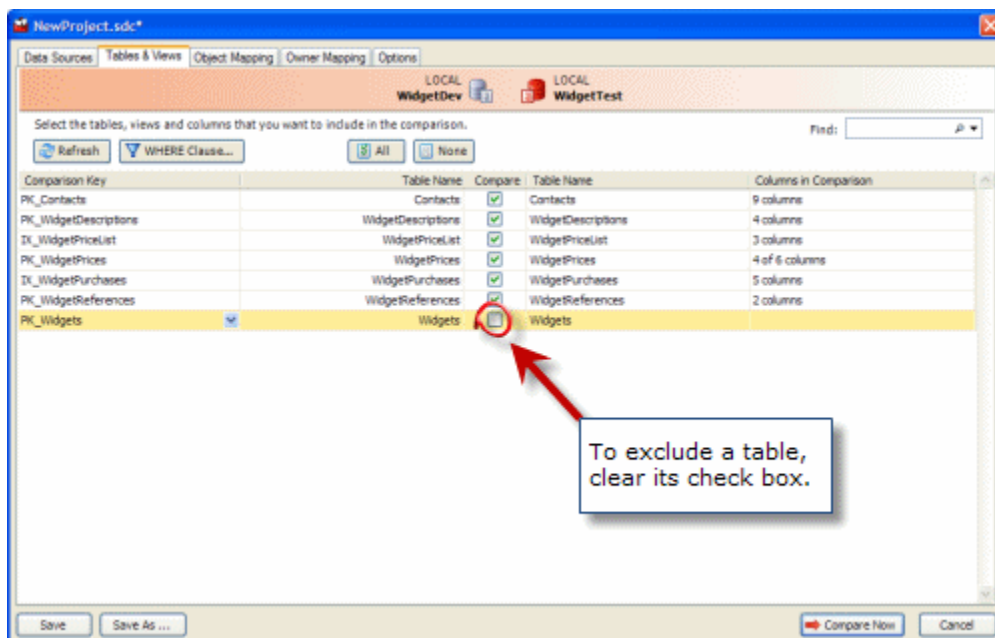 NewProject.sdc*
Data Sources Tables & Views Object Mapping Owner Mapping Options
LOCAL LOCAL
WidgetDev WidgetTest
Select the tables, views and columns that you want to include in the comparison.
Find:
Refresh WHERE Clause... All None
Comparison Key Table Name Compare Table Name Columns in Comparison
PK_Contacts Contacts Contacts 9 columns
PK_WidgetDescriptions WidgetDescriptions WidgetDescriptions 4 columns
IX_WidgetPriceList WidgetPriceList WidgetPriceList 3 columns
PK_WidgetPrices WidgetPrices WidgetPrices 4 of 6 columns
IX_WidgetPurchases WidgetPurchases WidgetPurchases 5 columns
PK_WidgetReferences WidgetReferences WidgetReferences 2 columns
PK_Widgets Widgets Widgets
To exclude a table,
clear its check box.
Save Save As ... Compare Now Cancel